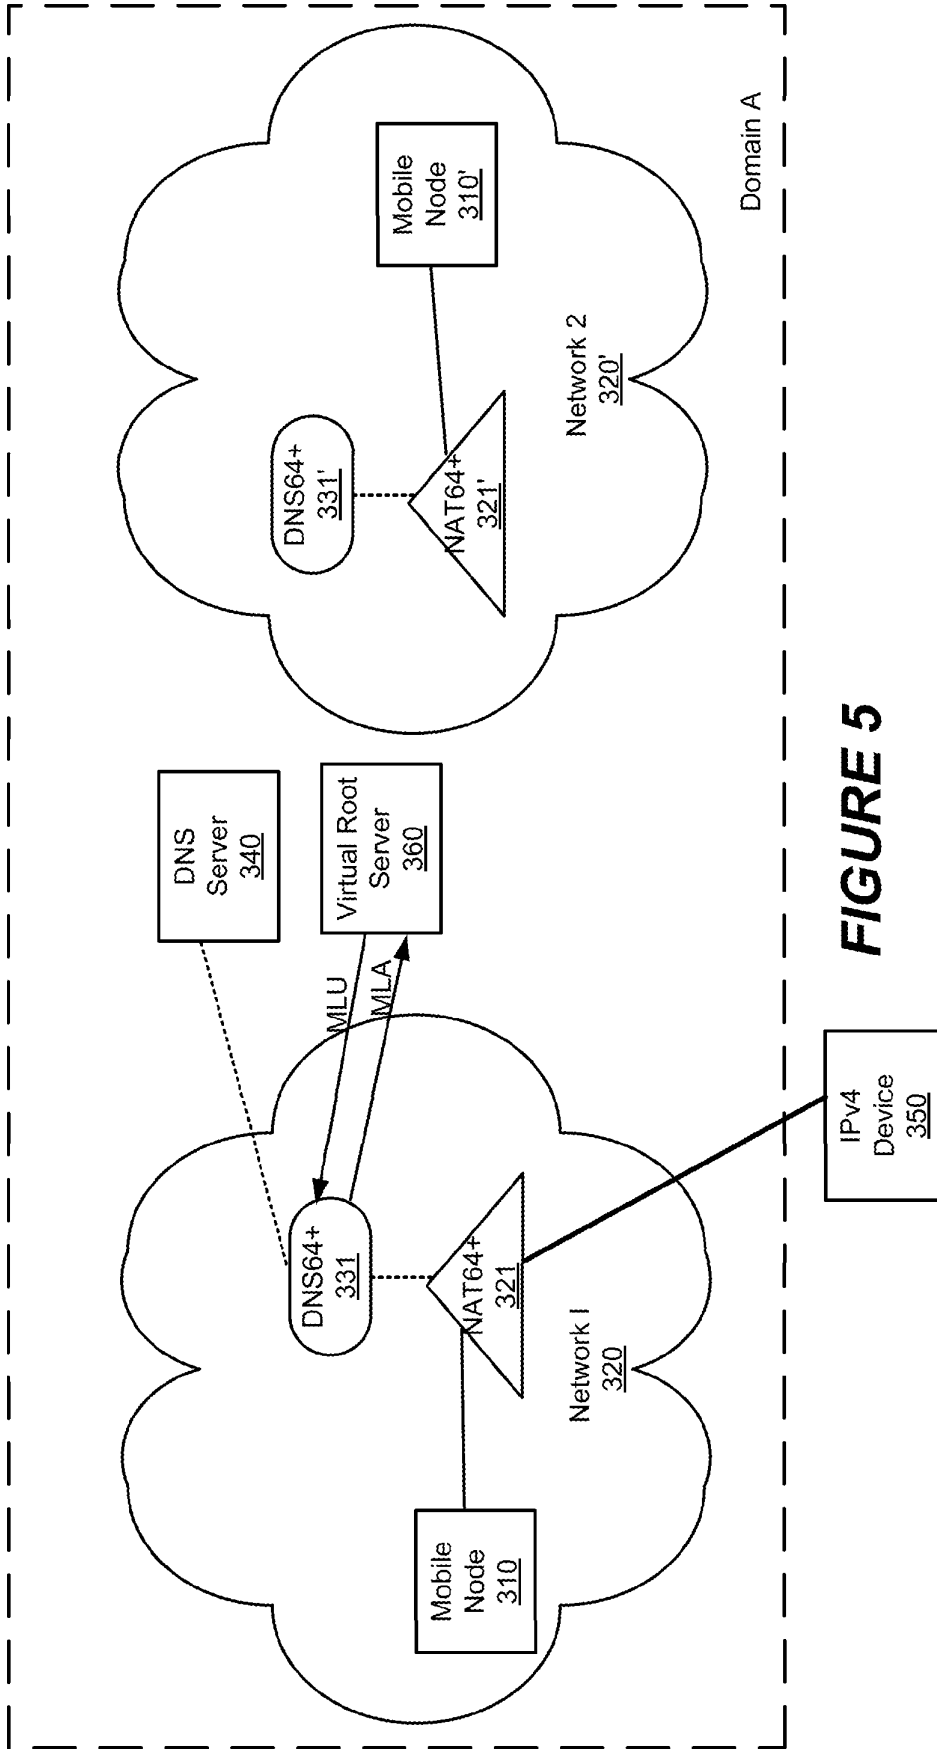 DNS
Server
340
Virtual Root
Server
360
MLU
MLA
DNS64+
331
NAT64+
321
Mobile
Node
310
Network I
320
DNS64+
331'
NAT64+
321'
Mobile
Node
310'
Network 2
320'
Domain A
IPv4
Device
350
FIGURE 5